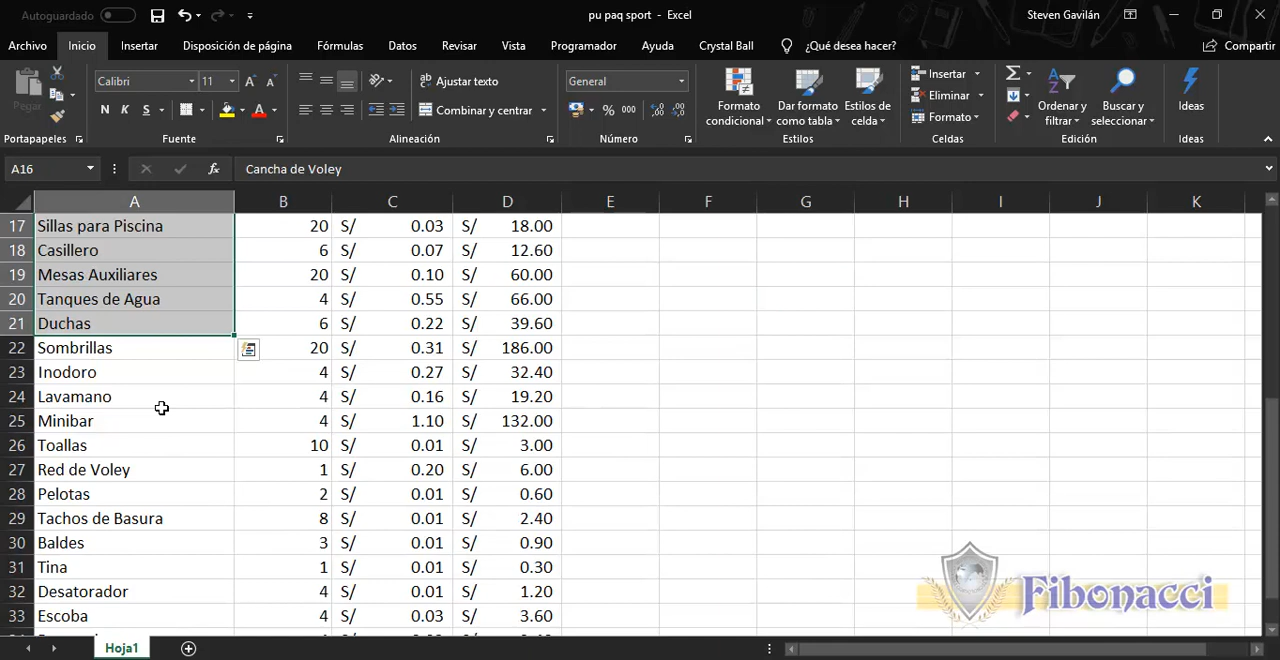 Autoguardado
pu paq sport - Excel
Steven Gavilán
Archivo Inicio Insertar Disposición de página Fórmulas Datos Revisar Vista Programador Ayuda Crystal Ball ¿Qué desea hacer? Compartir
Pegar
Calibri 11
N K S
Ajustar texto
Combinar y centrar
General
% 000
Formato condicional
Dar formato como tabla
Estilos de celda
Insertar
Eliminar
Formato
Ordenar y filtrar
Buscar y seleccionar
Ideas
Portapapeles Fuente Alineación Número Estilos Celdas Edición Ideas
A16 fx Cancha de Voley
A B C D E F G H I J K
17 Sillas para Piscina 20 S/ 0.03 S/ 18.00
18 Casillero 6 S/ 0.07 S/ 12.60
19 Mesas Auxiliares 20 S/ 0.10 S/ 60.00
20 Tanques de Agua 4 S/ 0.55 S/ 66.00
21 Duchas 6 S/ 0.22 S/ 39.60
22 Sombrillas 20 S/ 0.31 S/ 186.00
23 Inodoro 4 S/ 0.27 S/ 32.40
24 Lavamano 4 S/ 0.16 S/ 19.20
25 Minibar 4 S/ 1.10 S/ 132.00
26 Toallas 10 S/ 0.01 S/ 3.00
27 Red de Voley 1 S/ 0.20 S/ 6.00
28 Pelotas 2 S/ 0.01 S/ 0.60
29 Tachos de Basura 8 S/ 0.01 S/ 2.40
30 Baldes 3 S/ 0.01 S/ 0.90
31 Tina 1 S/ 0.01 S/ 0.30
32 Desatorador 4 S/ 0.01 S/ 1.20
33 Escoba 4 S/ 0.03 S/ 3.60
Fibonacci
Hoja1